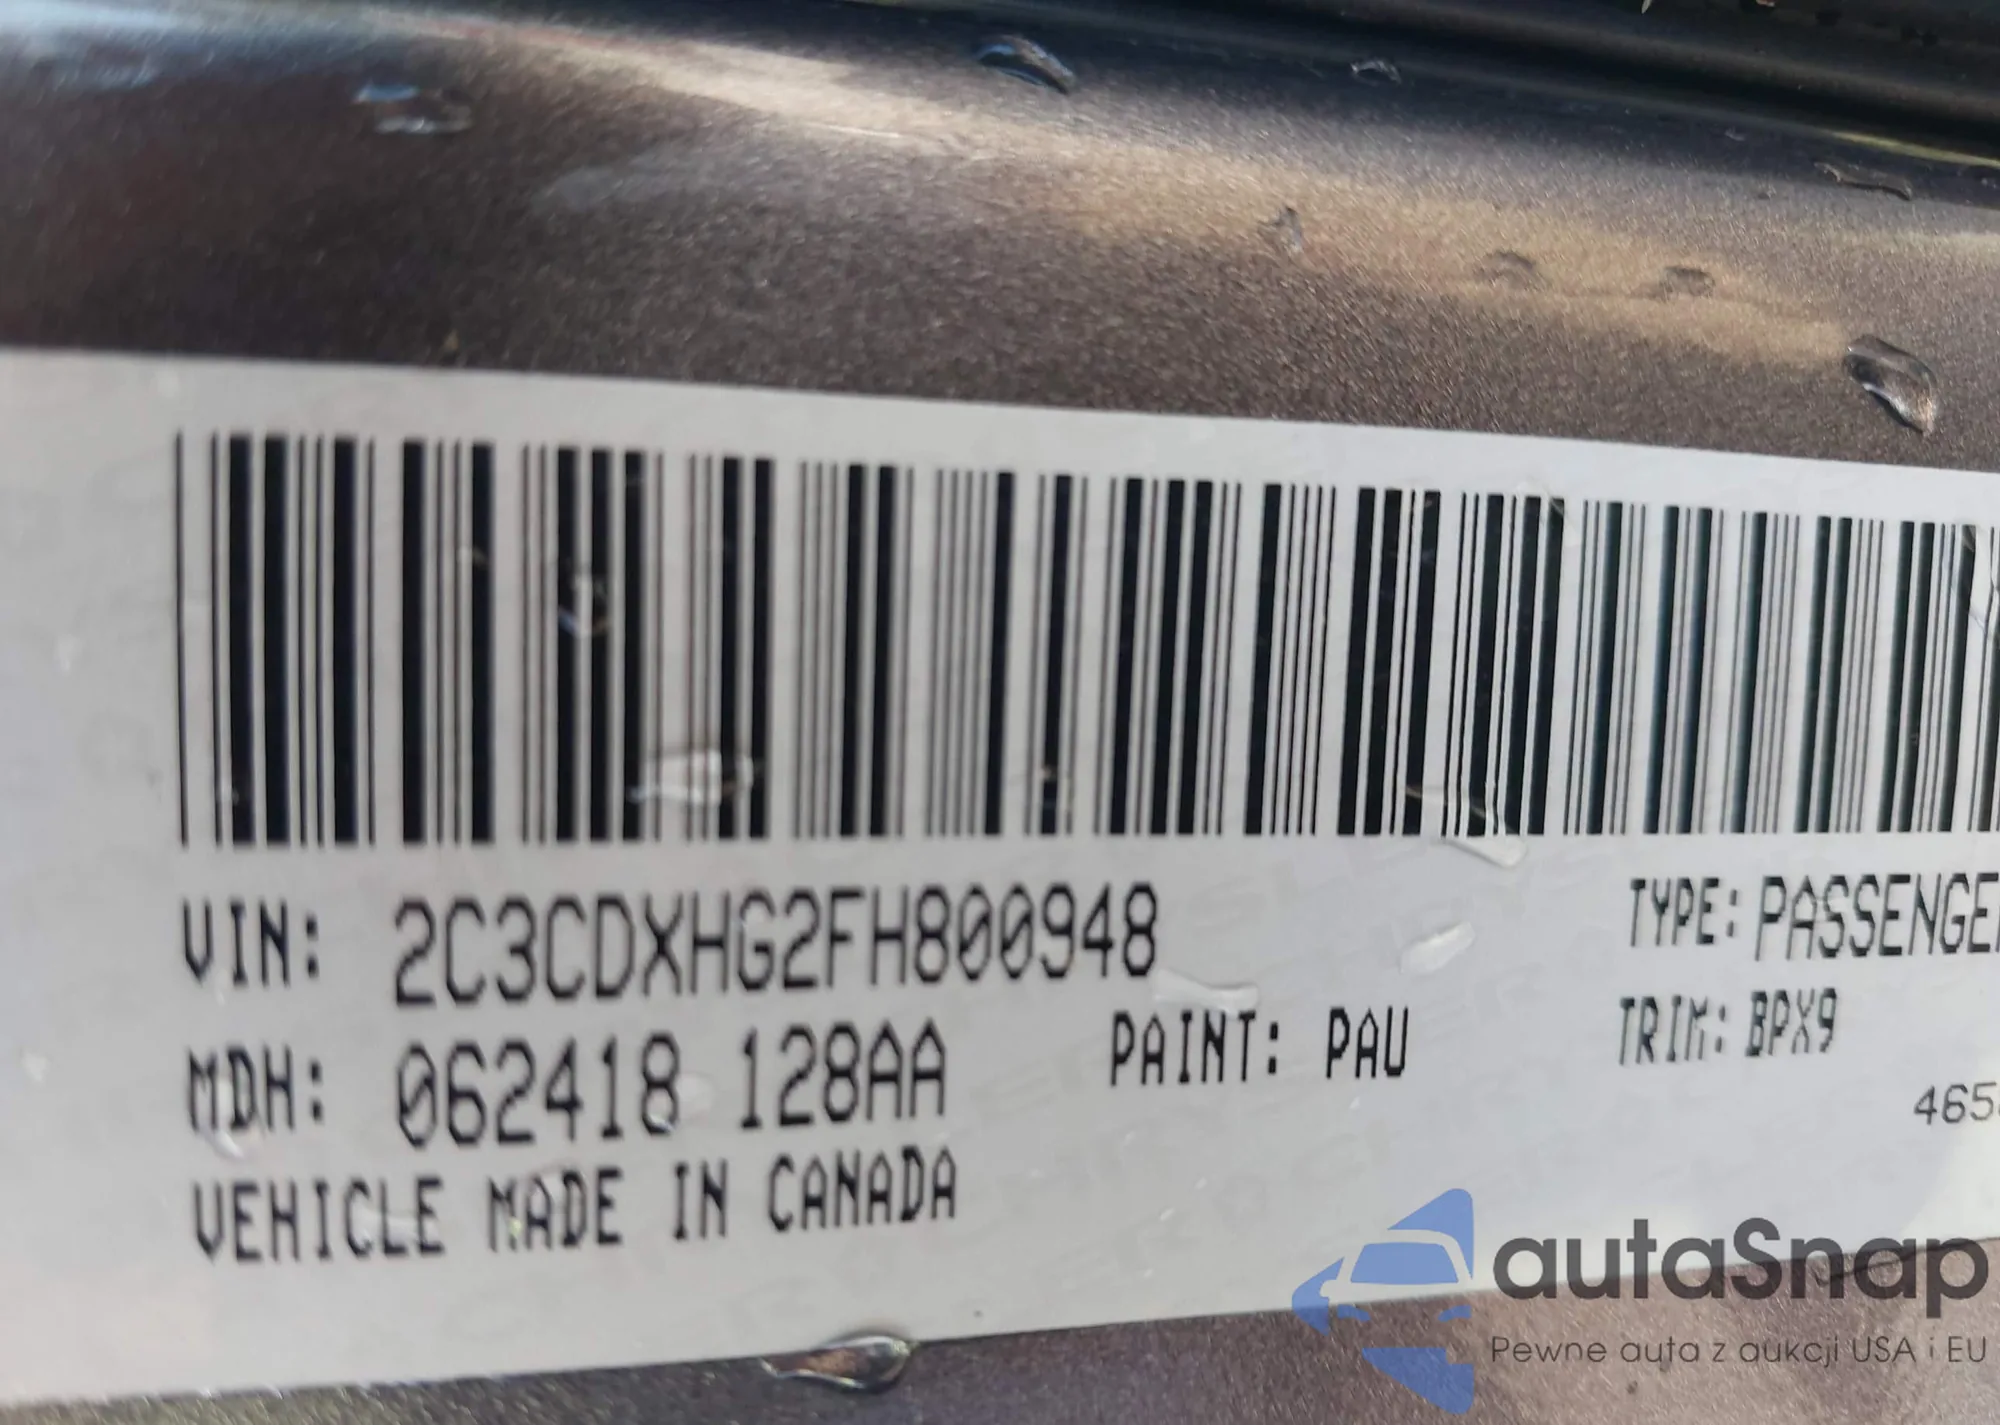 VIN: 2C3CDXHG2FH800948 TYPE: PASSENGE
MDH: 062418 128AA PAINT: PAU TRIM: BPX9
465
VEHICLE MADE IN CANADA
autaSnap
Pewne auta z aukcji USA i EU